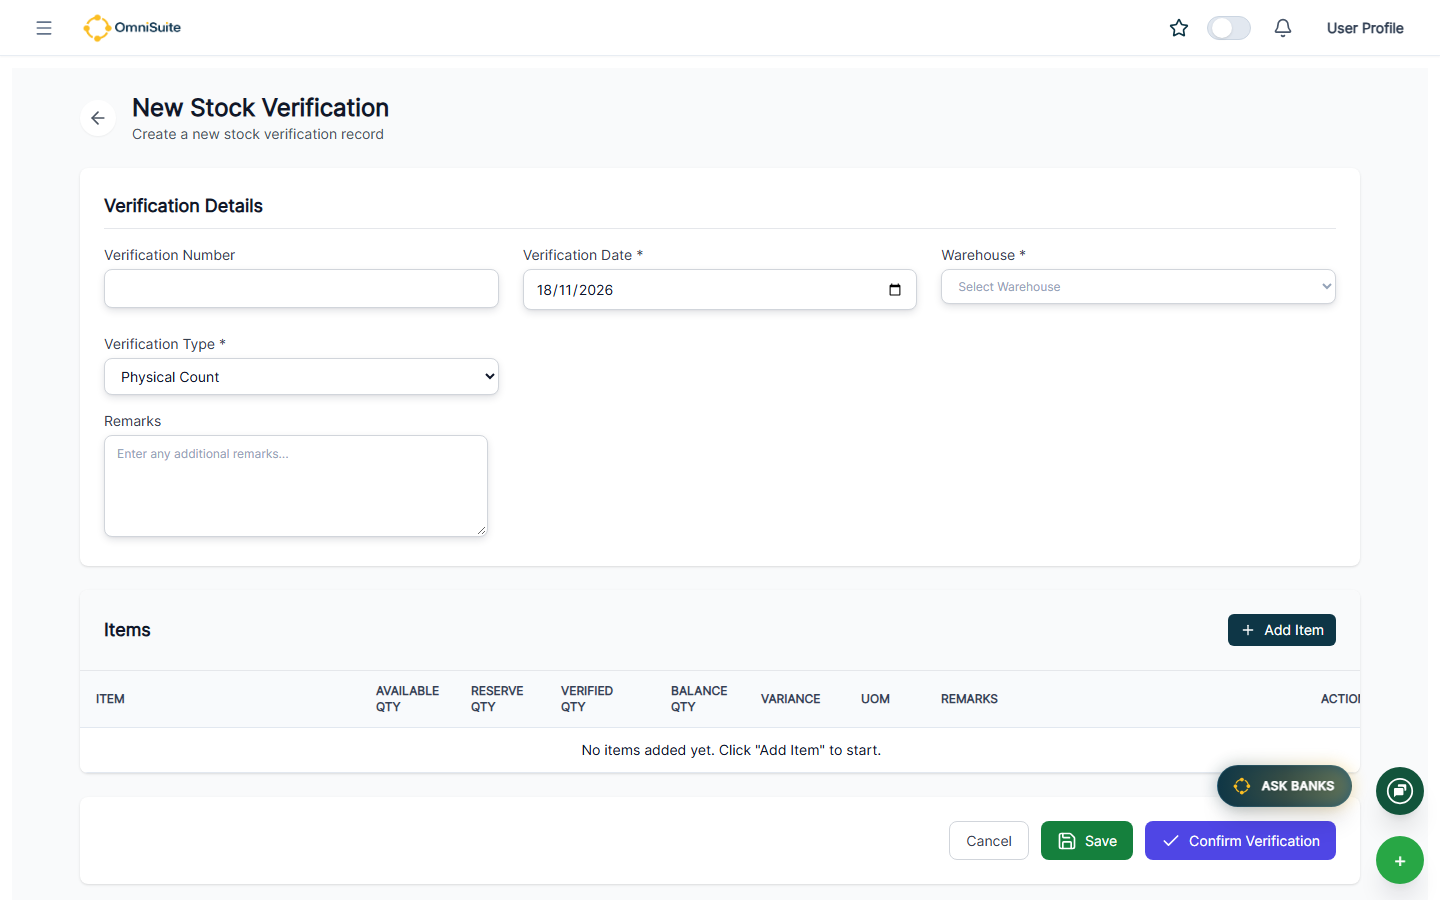 OmniSuite
User Profile
New Stock Verification
Create a new stock verification record
Verification Details
Verification Number
Verification Date *
Warehouse *
18/11/2026
Select Warehouse
Verification Type *
Physical Count
Remarks
Enter any additional remarks...
Items
+ Add Item
ITEM
AVAILABLE QTY
RESERVE QTY
VERIFIED QTY
BALANCE QTY
VARIANCE
UOM
REMARKS
ACTIO
No items added yet. Click "Add Item" to start.
ASK BANKS
Cancel
Save
Confirm Verification
+